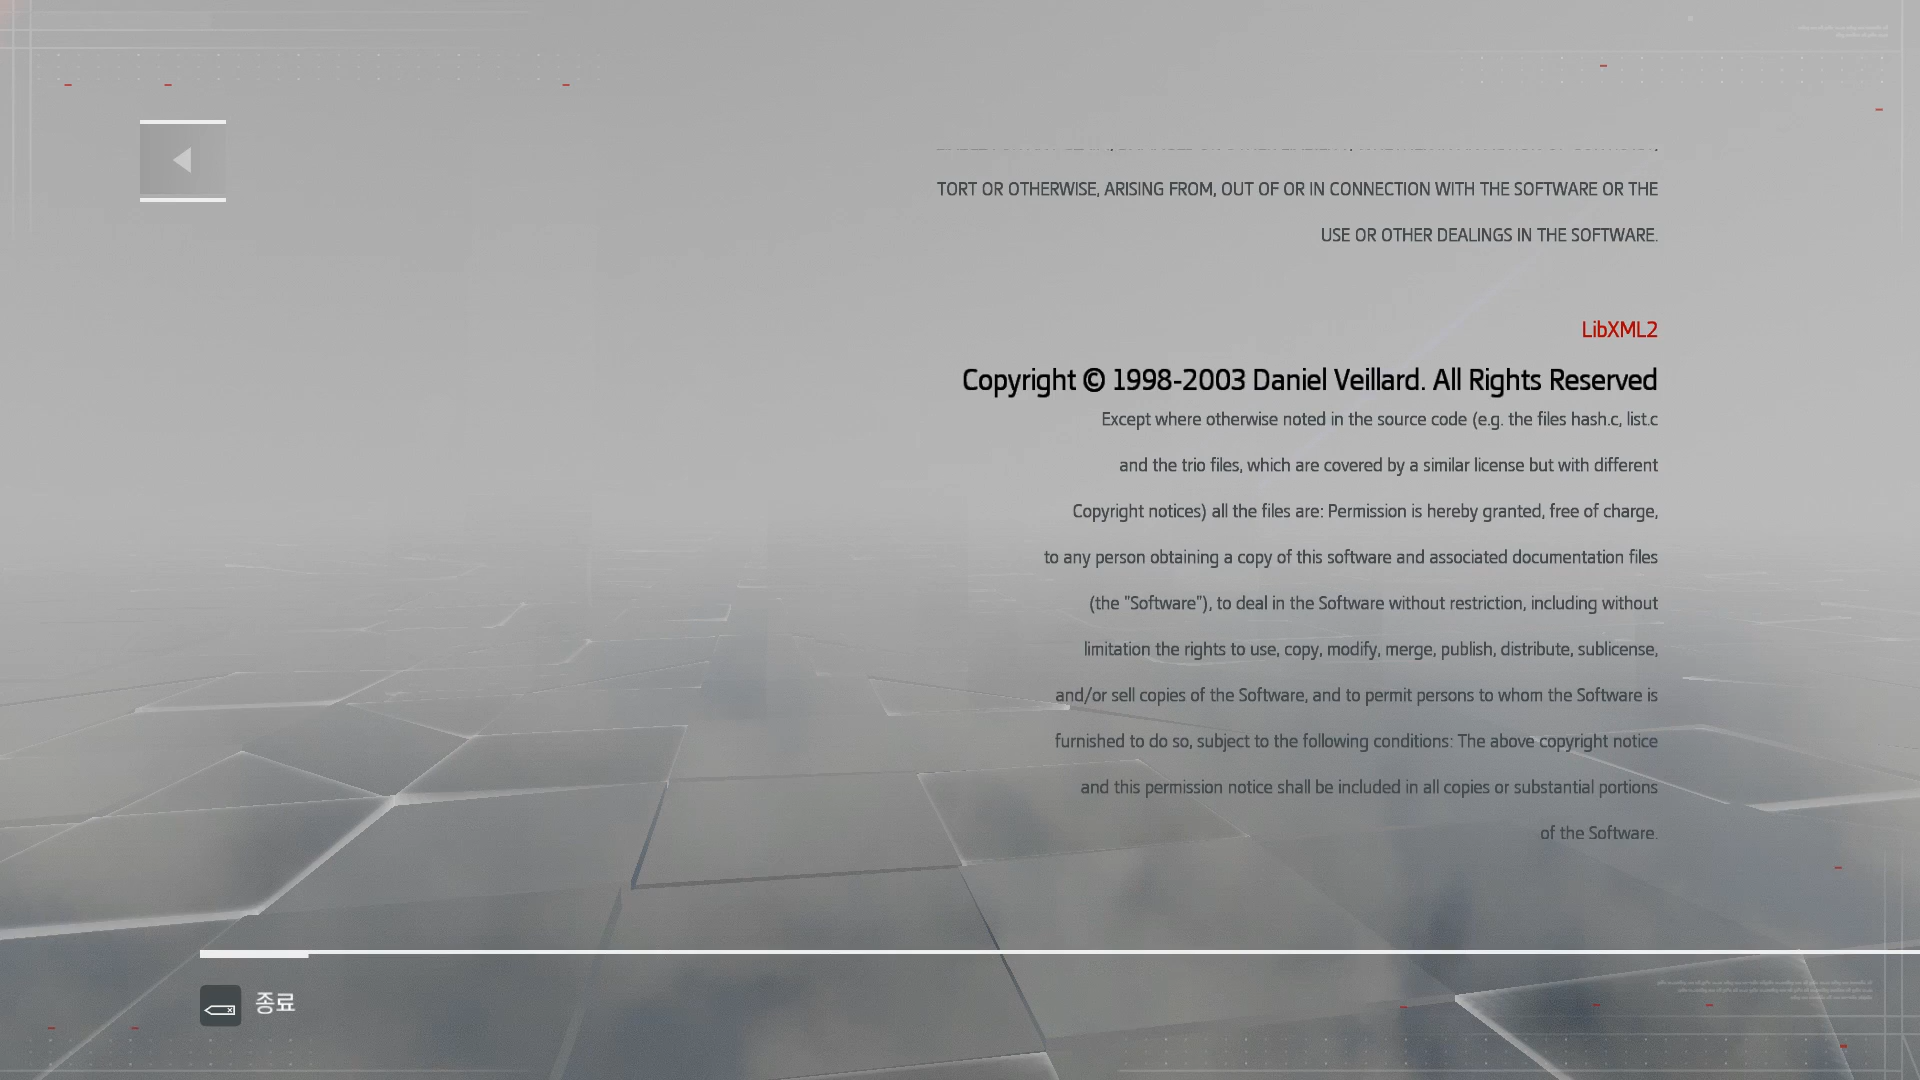 TORT OR OTHERWISE, ARISING FROM, OUT OF OR IN CONNECTION WITH THE SOFTWARE OR THE
USE OR OTHER DEALINGS IN THE SOFTWARE.
LibXML2
Copyright © 1998-2003 Daniel Veillard. All Rights Reserved
Except where otherwise noted in the source code (e.g. the files hash.c, list.c
and the trio files, which are covered by a similar license but with different
Copyright notices) all the files are: Permission is hereby granted, free of charge,
to any person obtaining a copy of this software and associated documentation files
(the "Software"), to deal in the Software without restriction, including without
limitation the rights to use, copy, modify, merge, publish, distribute, sublicense,
and/or sell copies of the Software, and to permit persons to whom the Software is
furnished to do so, subject to the following conditions: The above copyright notice
and this permission notice shall be included in all copies or substantial portions
of the Software.
종료